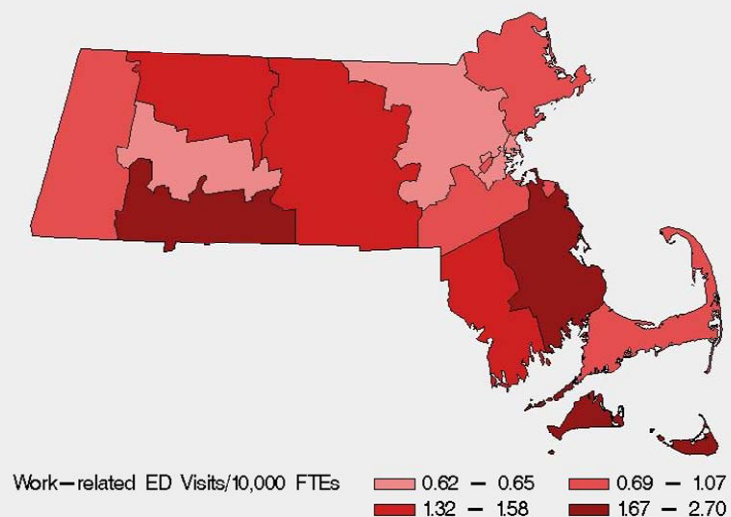 Work-related ED Visits/10,000 FTEs 0.62 – 0.65 0.69 – 1.07
1.32 – 1.58 1.67 – 2.70